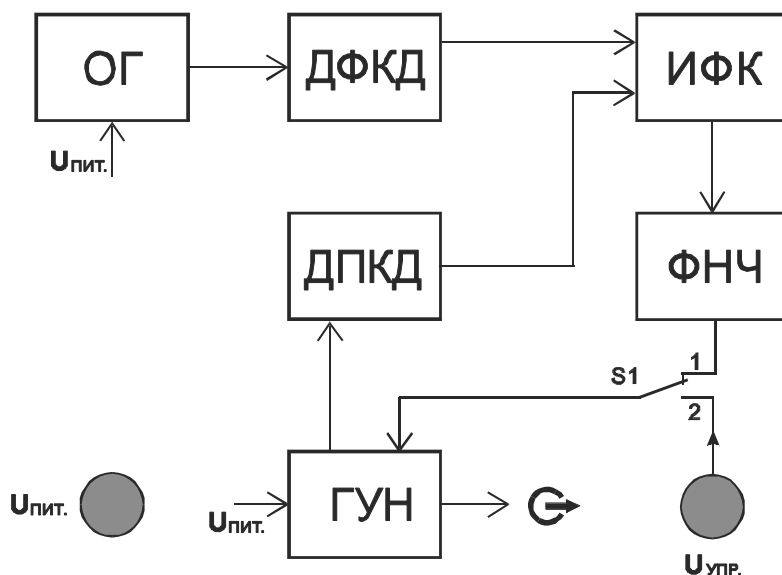 ОГ
ДФКД
ИФК
Uпит.
ДПКД
ФНЧ
S1
1
2
Uпит.
Uпит.
ГУН
Uупр.